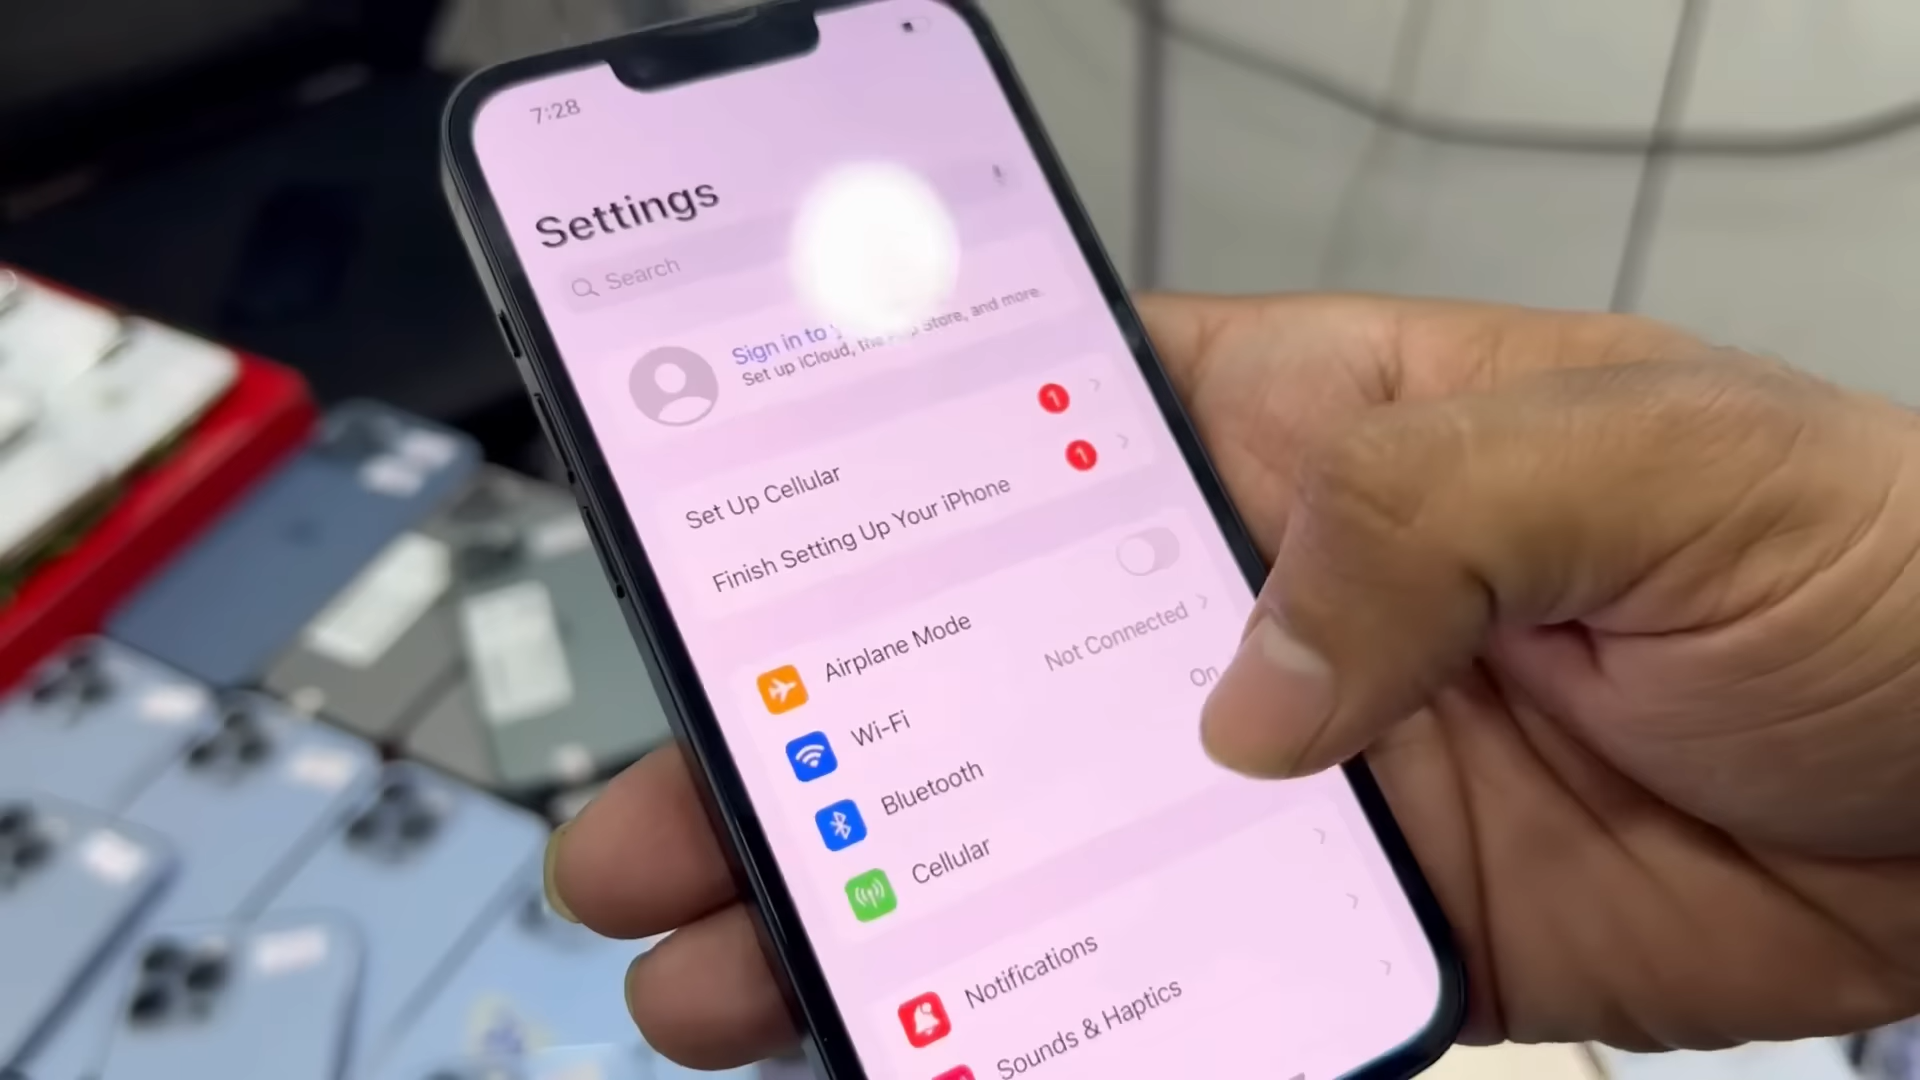 7:28
Settings
Search
Sign in to
Set up iCloud, the Store, and more.
1
Set Up Cellular
1
Finish Setting Up Your iPhone
Airplane Mode
Wi-Fi
Not Connected
Bluetooth
On
Cellular
Notifications
Sounds & Haptics